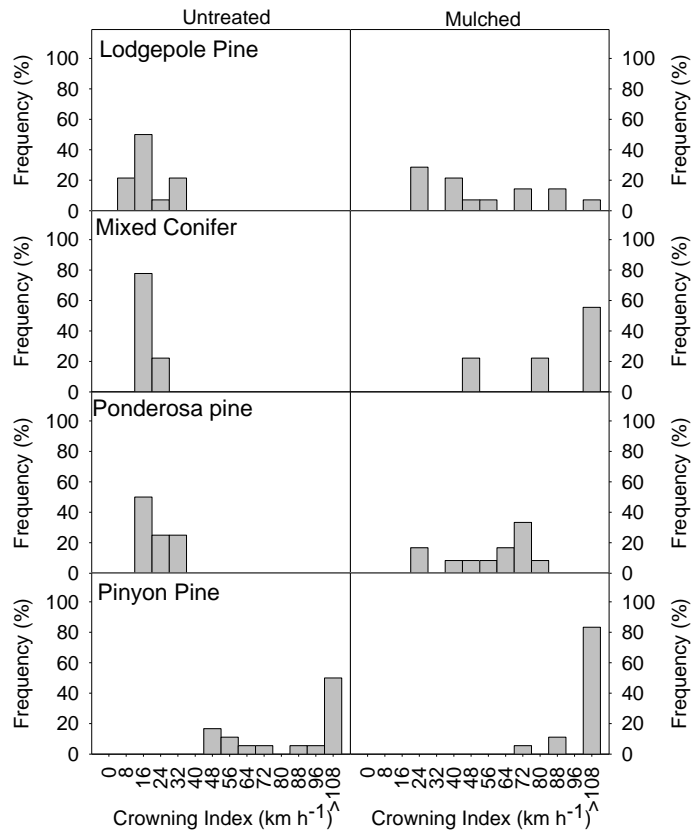 Untreated Mulched
Lodgepole Pine
Frequency (%) 100 80 60 40 20 0
100 80 60 40 20 0 Frequency (%)
Mixed Conifer
Frequency (%) 100 80 60 40 20 0
100 80 60 40 20 0 Frequency (%)
Ponderosa pine
Frequency (%) 100 80 60 40 20 0
100 80 60 40 20 0 Frequency (%)
Pinyon Pine
Frequency (%) 100 80 60 40 20 0
100 80 60 40 20 0 Frequency (%)
0 8 16 24 32 40 48 56 64 72 80 88 96 ^108
0 8 16 24 32 40 48 56 64 72 80 88 96 ^108
Crowning Index (km h-1) Crowning Index (km h-1)